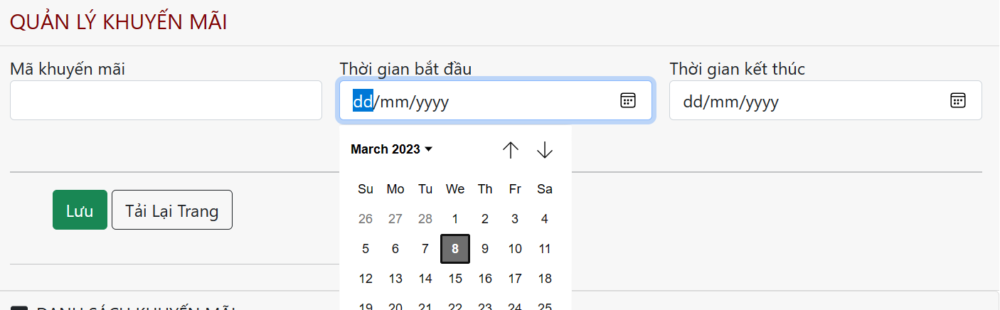 QUẢN LÝ KHUYẾN MÃI
Mã khuyến mãi
Thời gian bắt đầu
Thời gian kết thúc
dd/mm/yyyy
dd/mm/yyyy
March 2023
Su Mo Tu We Th Fr Sa
26 27 28 1 2 3 4
5 6 7 8 9 10 11
12 13 14 15 16 17 18
19 20 21 22 23 24 25
Lưu
Tải Lại Trang
DANH SÁCH KHUYẾN MÃI